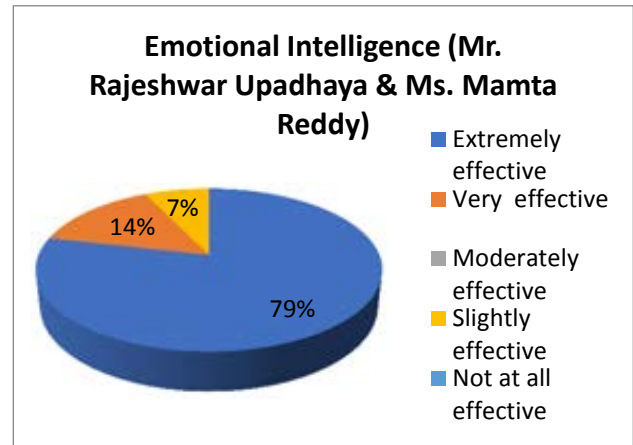 Emotional Intelligence (Mr.
Rajeshwar Upadhaya & Ms. Mamta
Reddy)
Extremely
effective
Very effective
Moderately
effective
Slightly
effective
Not at all
effective
7%
14%
79%